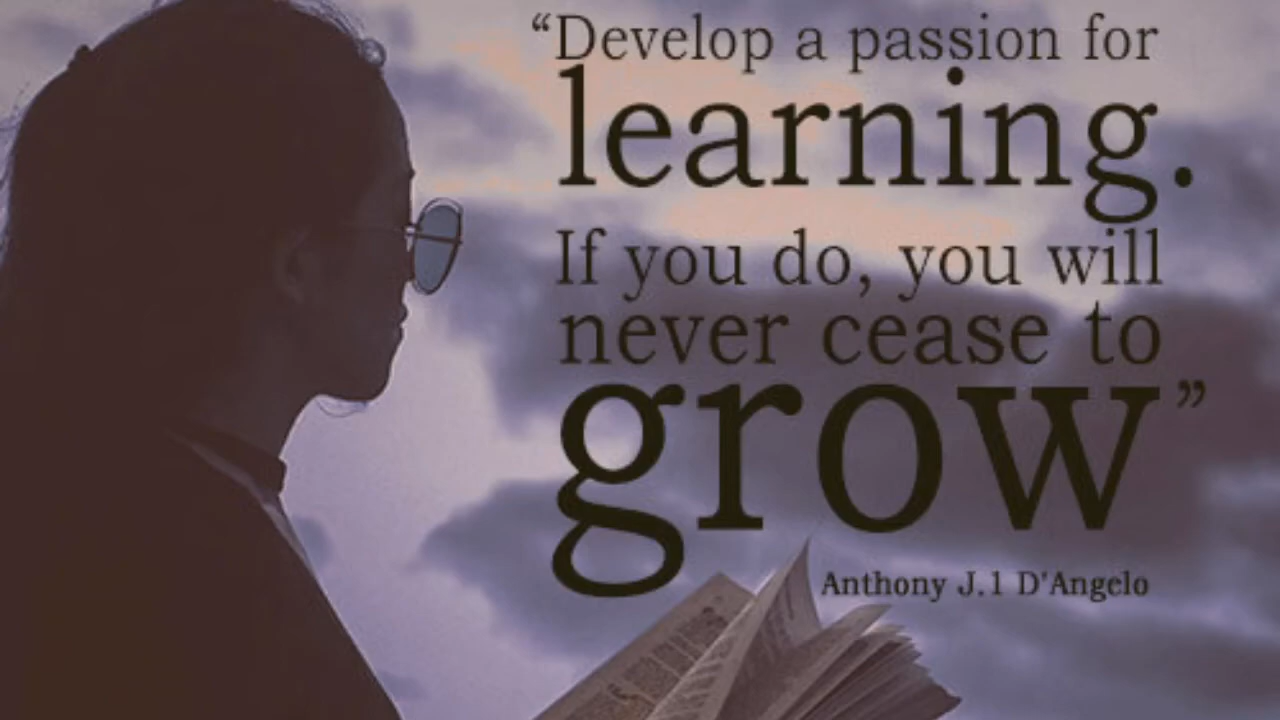 “Develop a passion for
learning.
If you do, you will
never cease to
grow”
Anthony J.1 D'Angelo